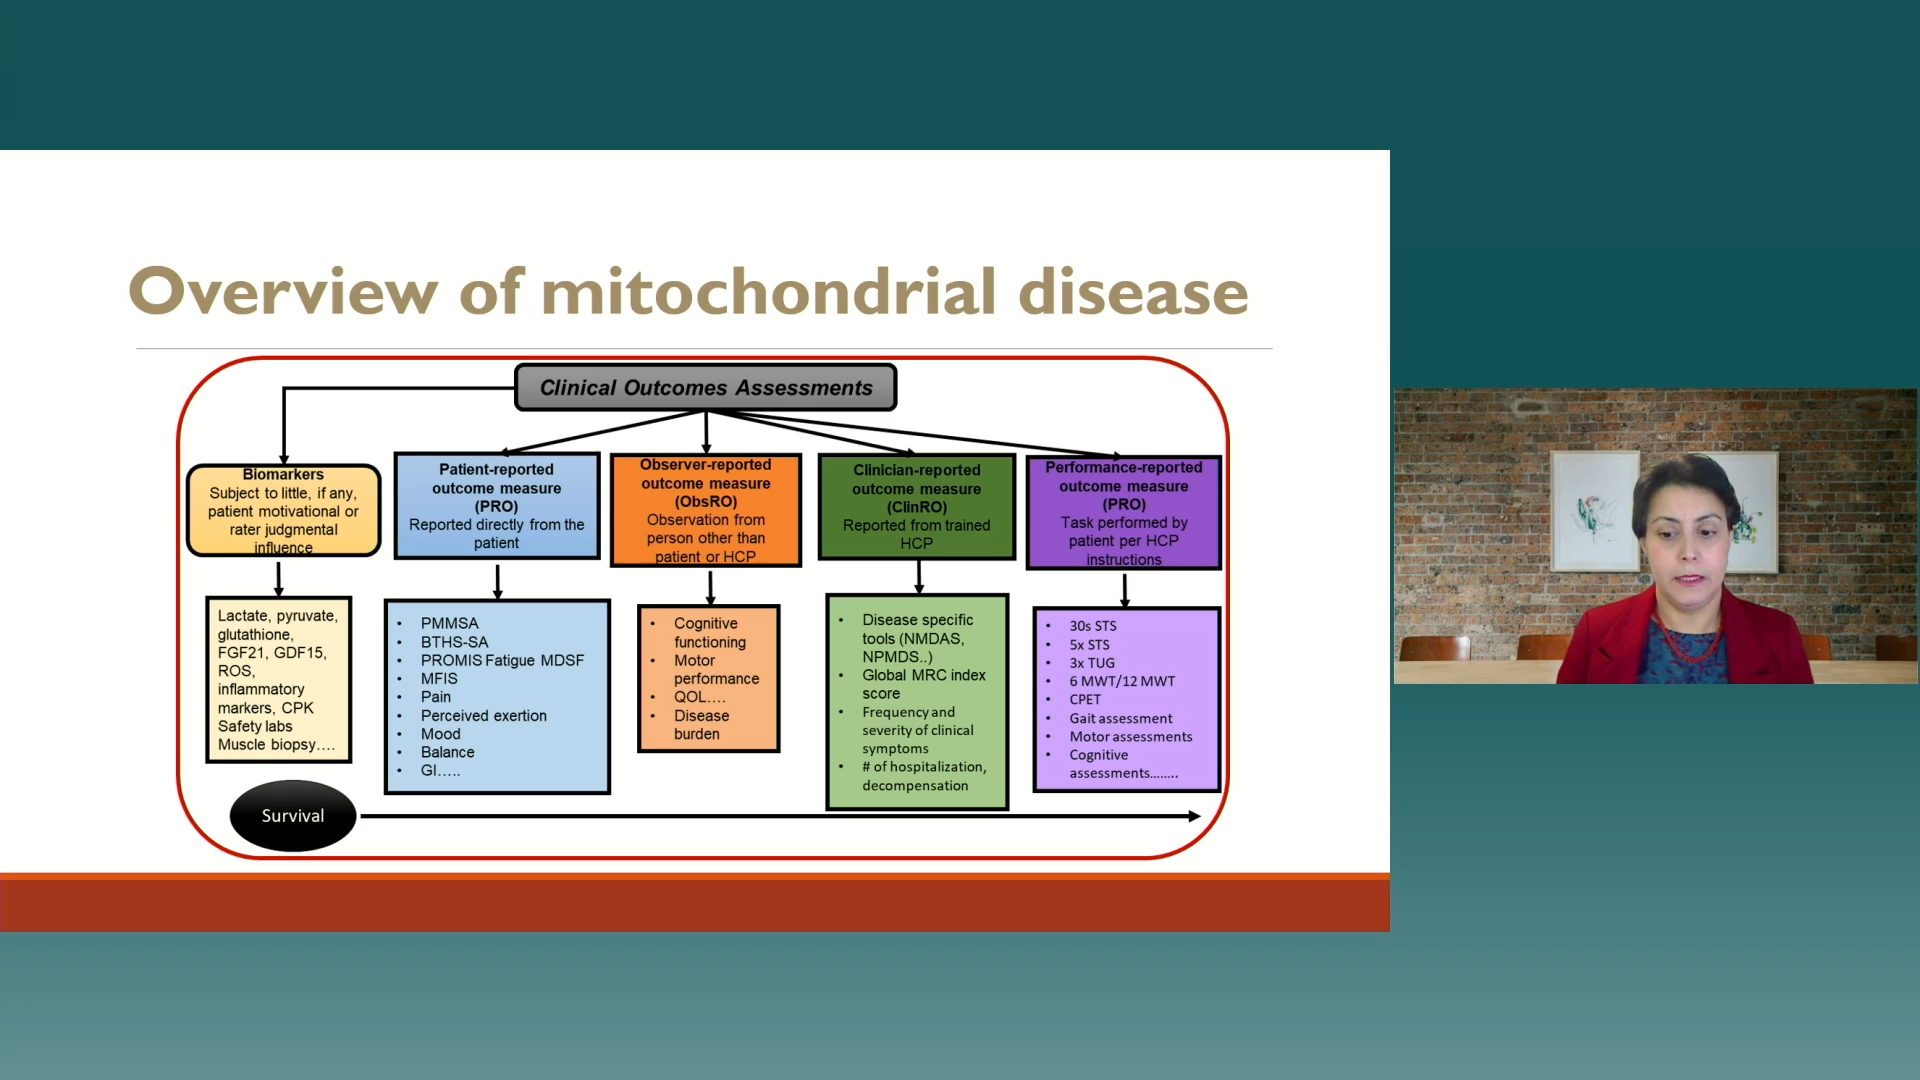 Overview of mitochondrial disease
Clinical Outcomes Assessments
Biomarkers
Subject to little, if any,
patient motivational or
rater judgmental
influence
Patient-reported
outcome measure
(PRO)
Reported directly from the
patient
Observer-reported
outcome measure
(ObsRO)
Observation from
person other than
patient or HCP
Clinician-reported
outcome measure
(ClinRO)
Reported from trained
HCP
Performance-reported
outcome measure
(PRO)
Task performed by
patient per HCP
instructions
Lactate, pyruvate,
glutathione,
FGF21, GDF15,
ROS,
inflammatory
markers, CPK
Safety labs
Muscle biopsy….
• PMMSA
• BTHS-SA
• PROMIS Fatigue MDSF
• MFIS
• Pain
• Perceived exertion
• Mood
• Balance
• GI…..
• Cognitive
functioning
• Motor
performance
• QOL….
• Disease
burden
• Disease specific
tools (NMDAS,
NPMDS..)
• Global MRC index
score
• Frequency and
severity of clinical
symptoms
• # of hospitalization,
decompensation
• 30s STS
• 5x STS
• 3x TUG
• 6 MWT/12 MWT
• CPET
• Gait assessment
• Motor assessments
• Cognitive
assessments……..
Survival